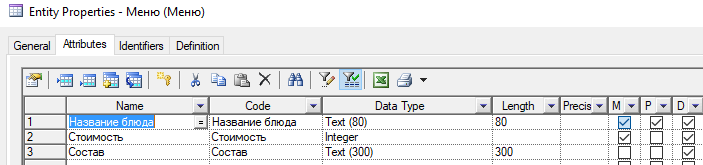 Entity Properties - Меню (Меню)
General Attributes Identifiers Definition
Name Code Data Type Length Precis M P D
1 Название блюда = Название блюда Text (80) 80
2 Стоимость Стоимость Integer
3 Состав Состав Text (300) 300